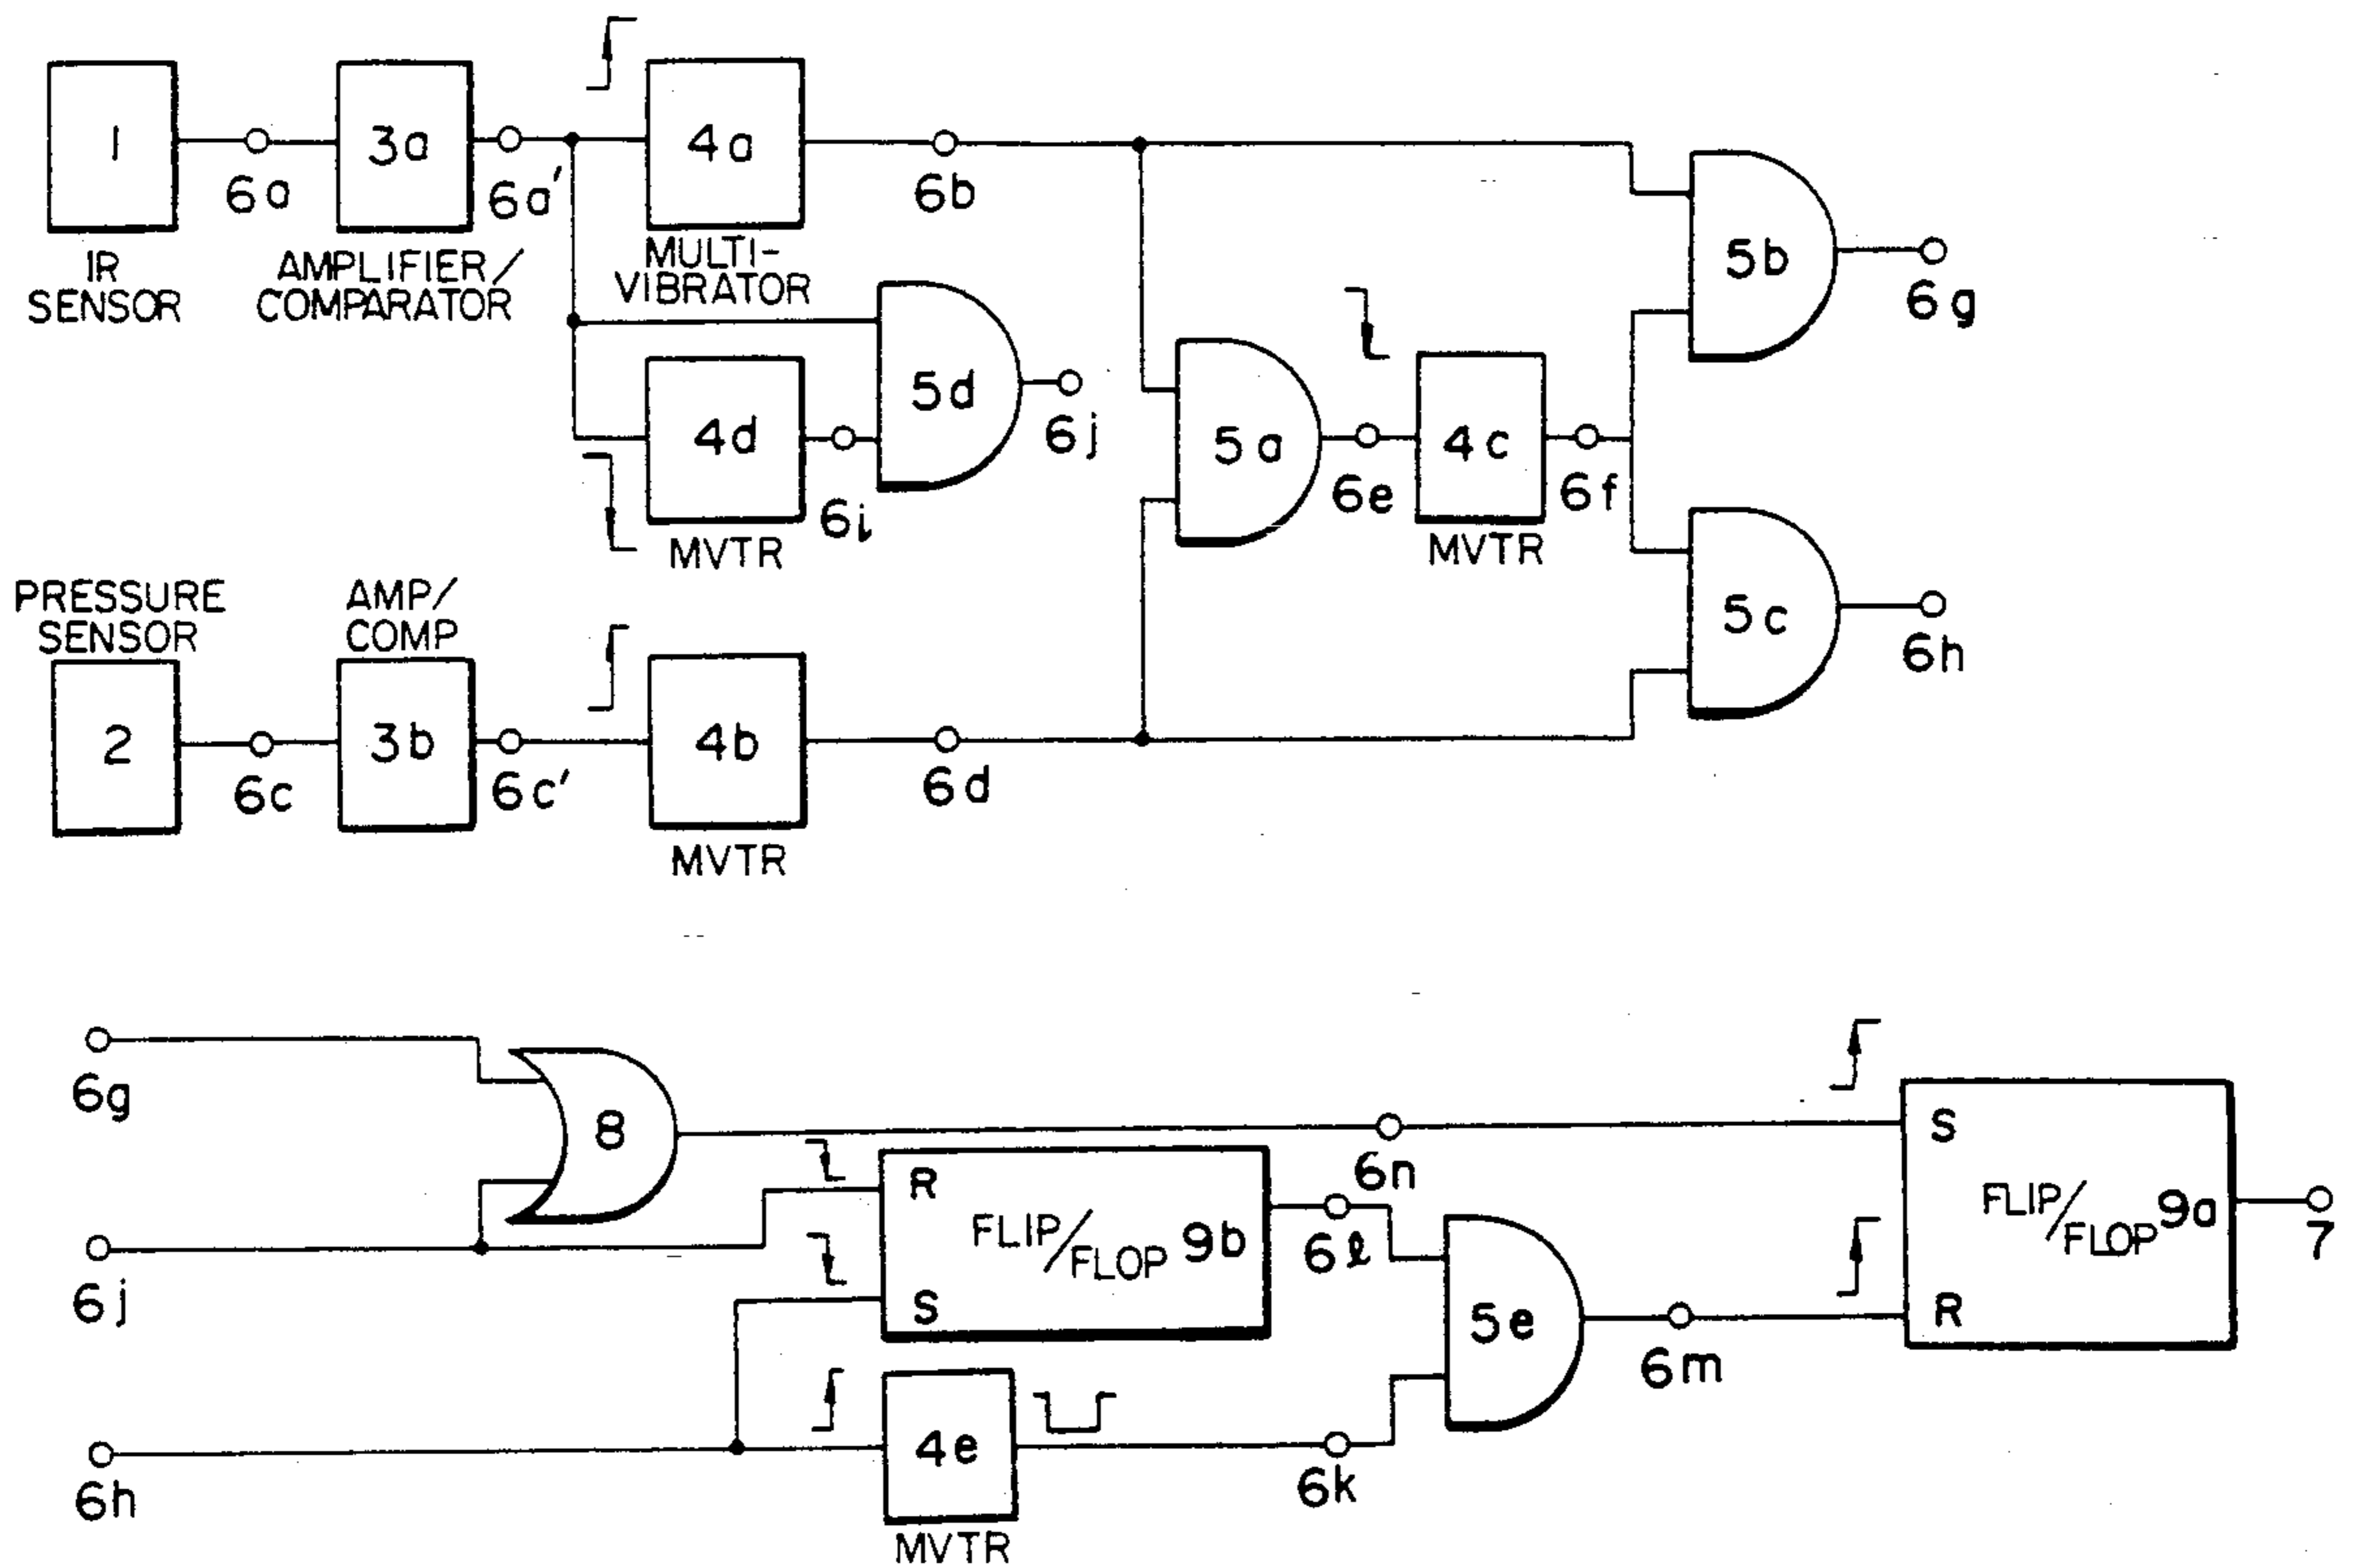 1
6a
3a
6a'
4a
6b
5b
6g
IR
SENSOR
AMPLIFIER/
COMPARATOR
MULTI-
VIBRATOR
5d
6j
4d
6i
MVTR
5a
6e
4c
6f
MVTR
5c
6h
PRESSURE
SENSOR
AMP/
COMP
2
6c
3b
6c'
4b
6d
MVTR
6g
8
6n
S
FLIP/
FLOP 9a
R
7
R
FLIP/
FLOP 9b
S
6l
5e
6m
6j
4e
6k
6h
MVTR